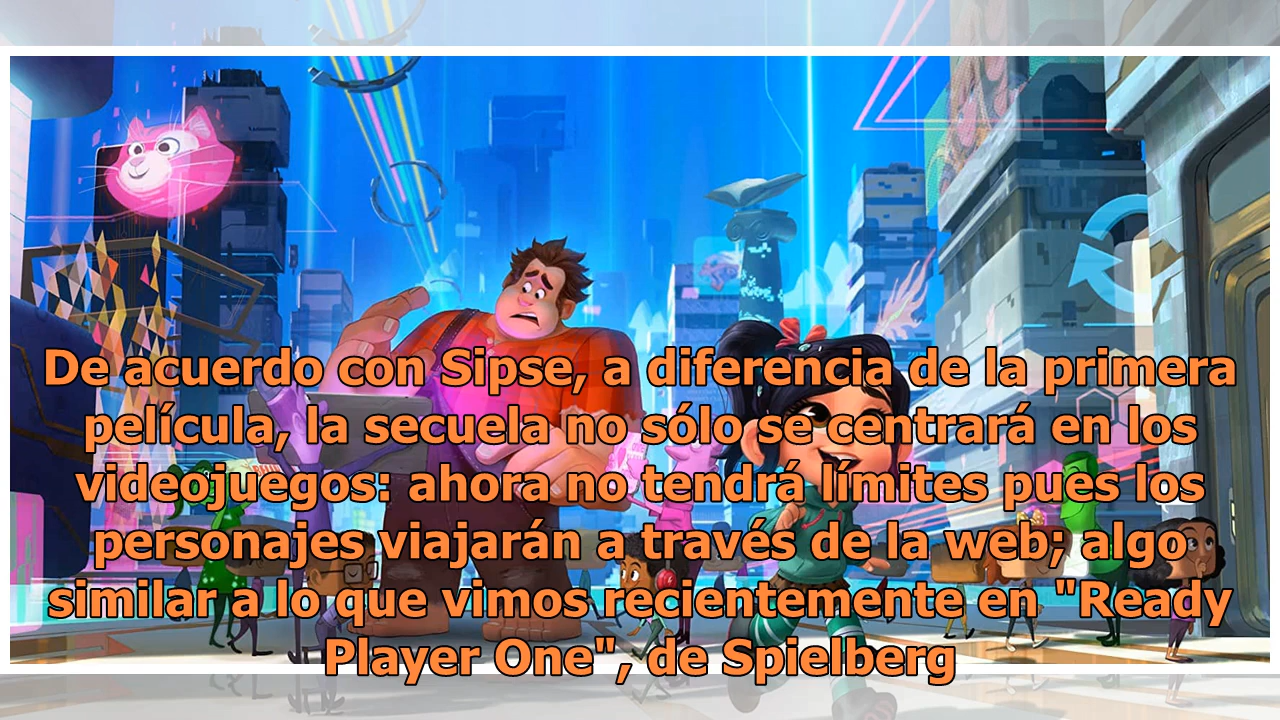 De acuerdo con Sipse, a diferencia de la primera
película, la secuela no sólo se centrará en los
videojuegos: ahora no tendrá límites pues los
personajes viajarán a través de la web; algo
similar a lo que vimos recientemente en "Ready
Player One", de Spielberg